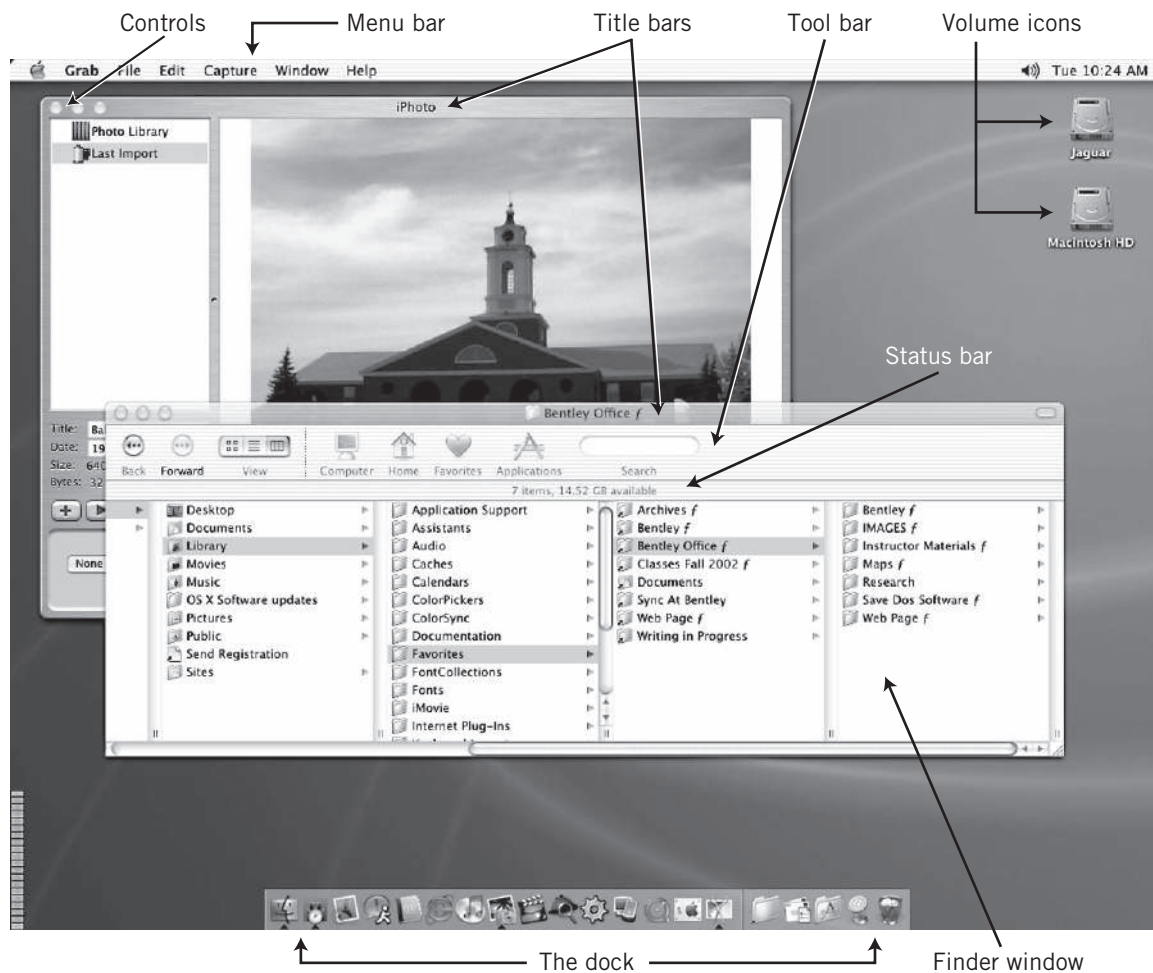 Controls Menu bar Title bars Tool bar Volume icons
Grab File Edit Capture Window Help Tue 10:24 AM
iPhoto
Photo Library
Last Import
Jaguar
Macintosh HD
Status bar
Bentley Office ƒ
Title: Ba
Date: 19
Size: 640
Bytes: 32
None
Back Forward View Computer Home Favorites Applications Search
7 items, 14.52 GB available
Desktop
Documents
Library
Movies
Music
OS X Software updates
Pictures
Public
Send Registration
Sites
Application Support
Assistants
Audio
Caches
Calendars
ColorPickers
ColorSync
Documentation
Favorites
FontCollections
Fonts
iMovie
Internet Plug-Ins
Archives ƒ
Bentley ƒ
Bentley Office ƒ
Classes Fall 2002 ƒ
Documents
Sync At Bentley
Web Page ƒ
Writing in Progress
Bentley ƒ
IMAGES ƒ
Instructor Materials ƒ
Maps ƒ
Research
Save Dos Software ƒ
Web Page ƒ
The dock Finder window